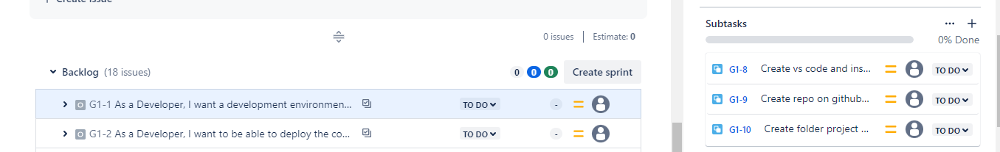 Create issue
0 issues Estimate: 0
Backlog (18 issues) 0 0 0 Create sprint
G1-1 As a Developer, I want a development environmen... TO DO -
G1-2 As a Developer, I want to be able to deploy the co... TO DO -
Subtasks
0% Done
G1-8 Create vs code and ins... TO DO
G1-9 Create repo on github... TO DO
G1-10 Create folder project ... TO DO